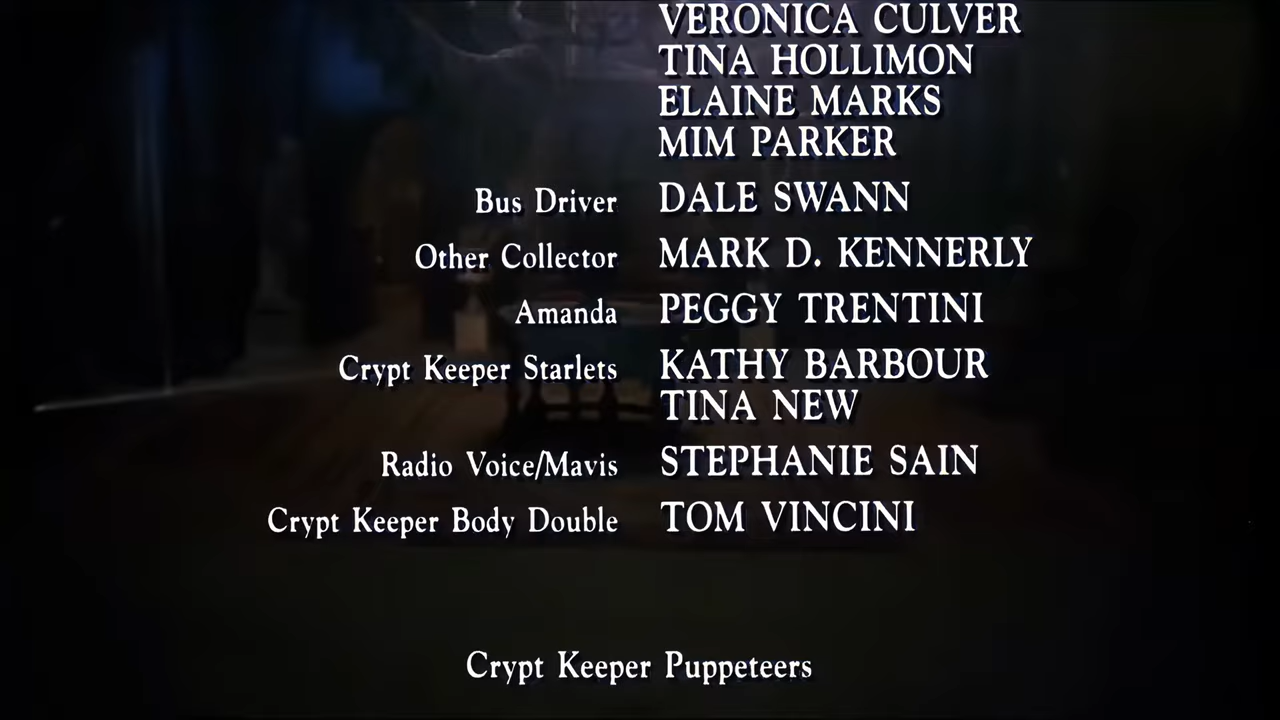 VERONICA CULVER
TINA HOLLIMON
ELAINE MARKS
MIM PARKER
Bus Driver DALE SWANN
Other Collector MARK D. KENNERLY
Amanda PEGGY TRENTINI
Crypt Keeper Starlets KATHY BARBOUR
TINA NEW
Radio Voice/Mavis STEPHANIE SAIN
Crypt Keeper Body Double TOM VINCINI
Crypt Keeper Puppeteers